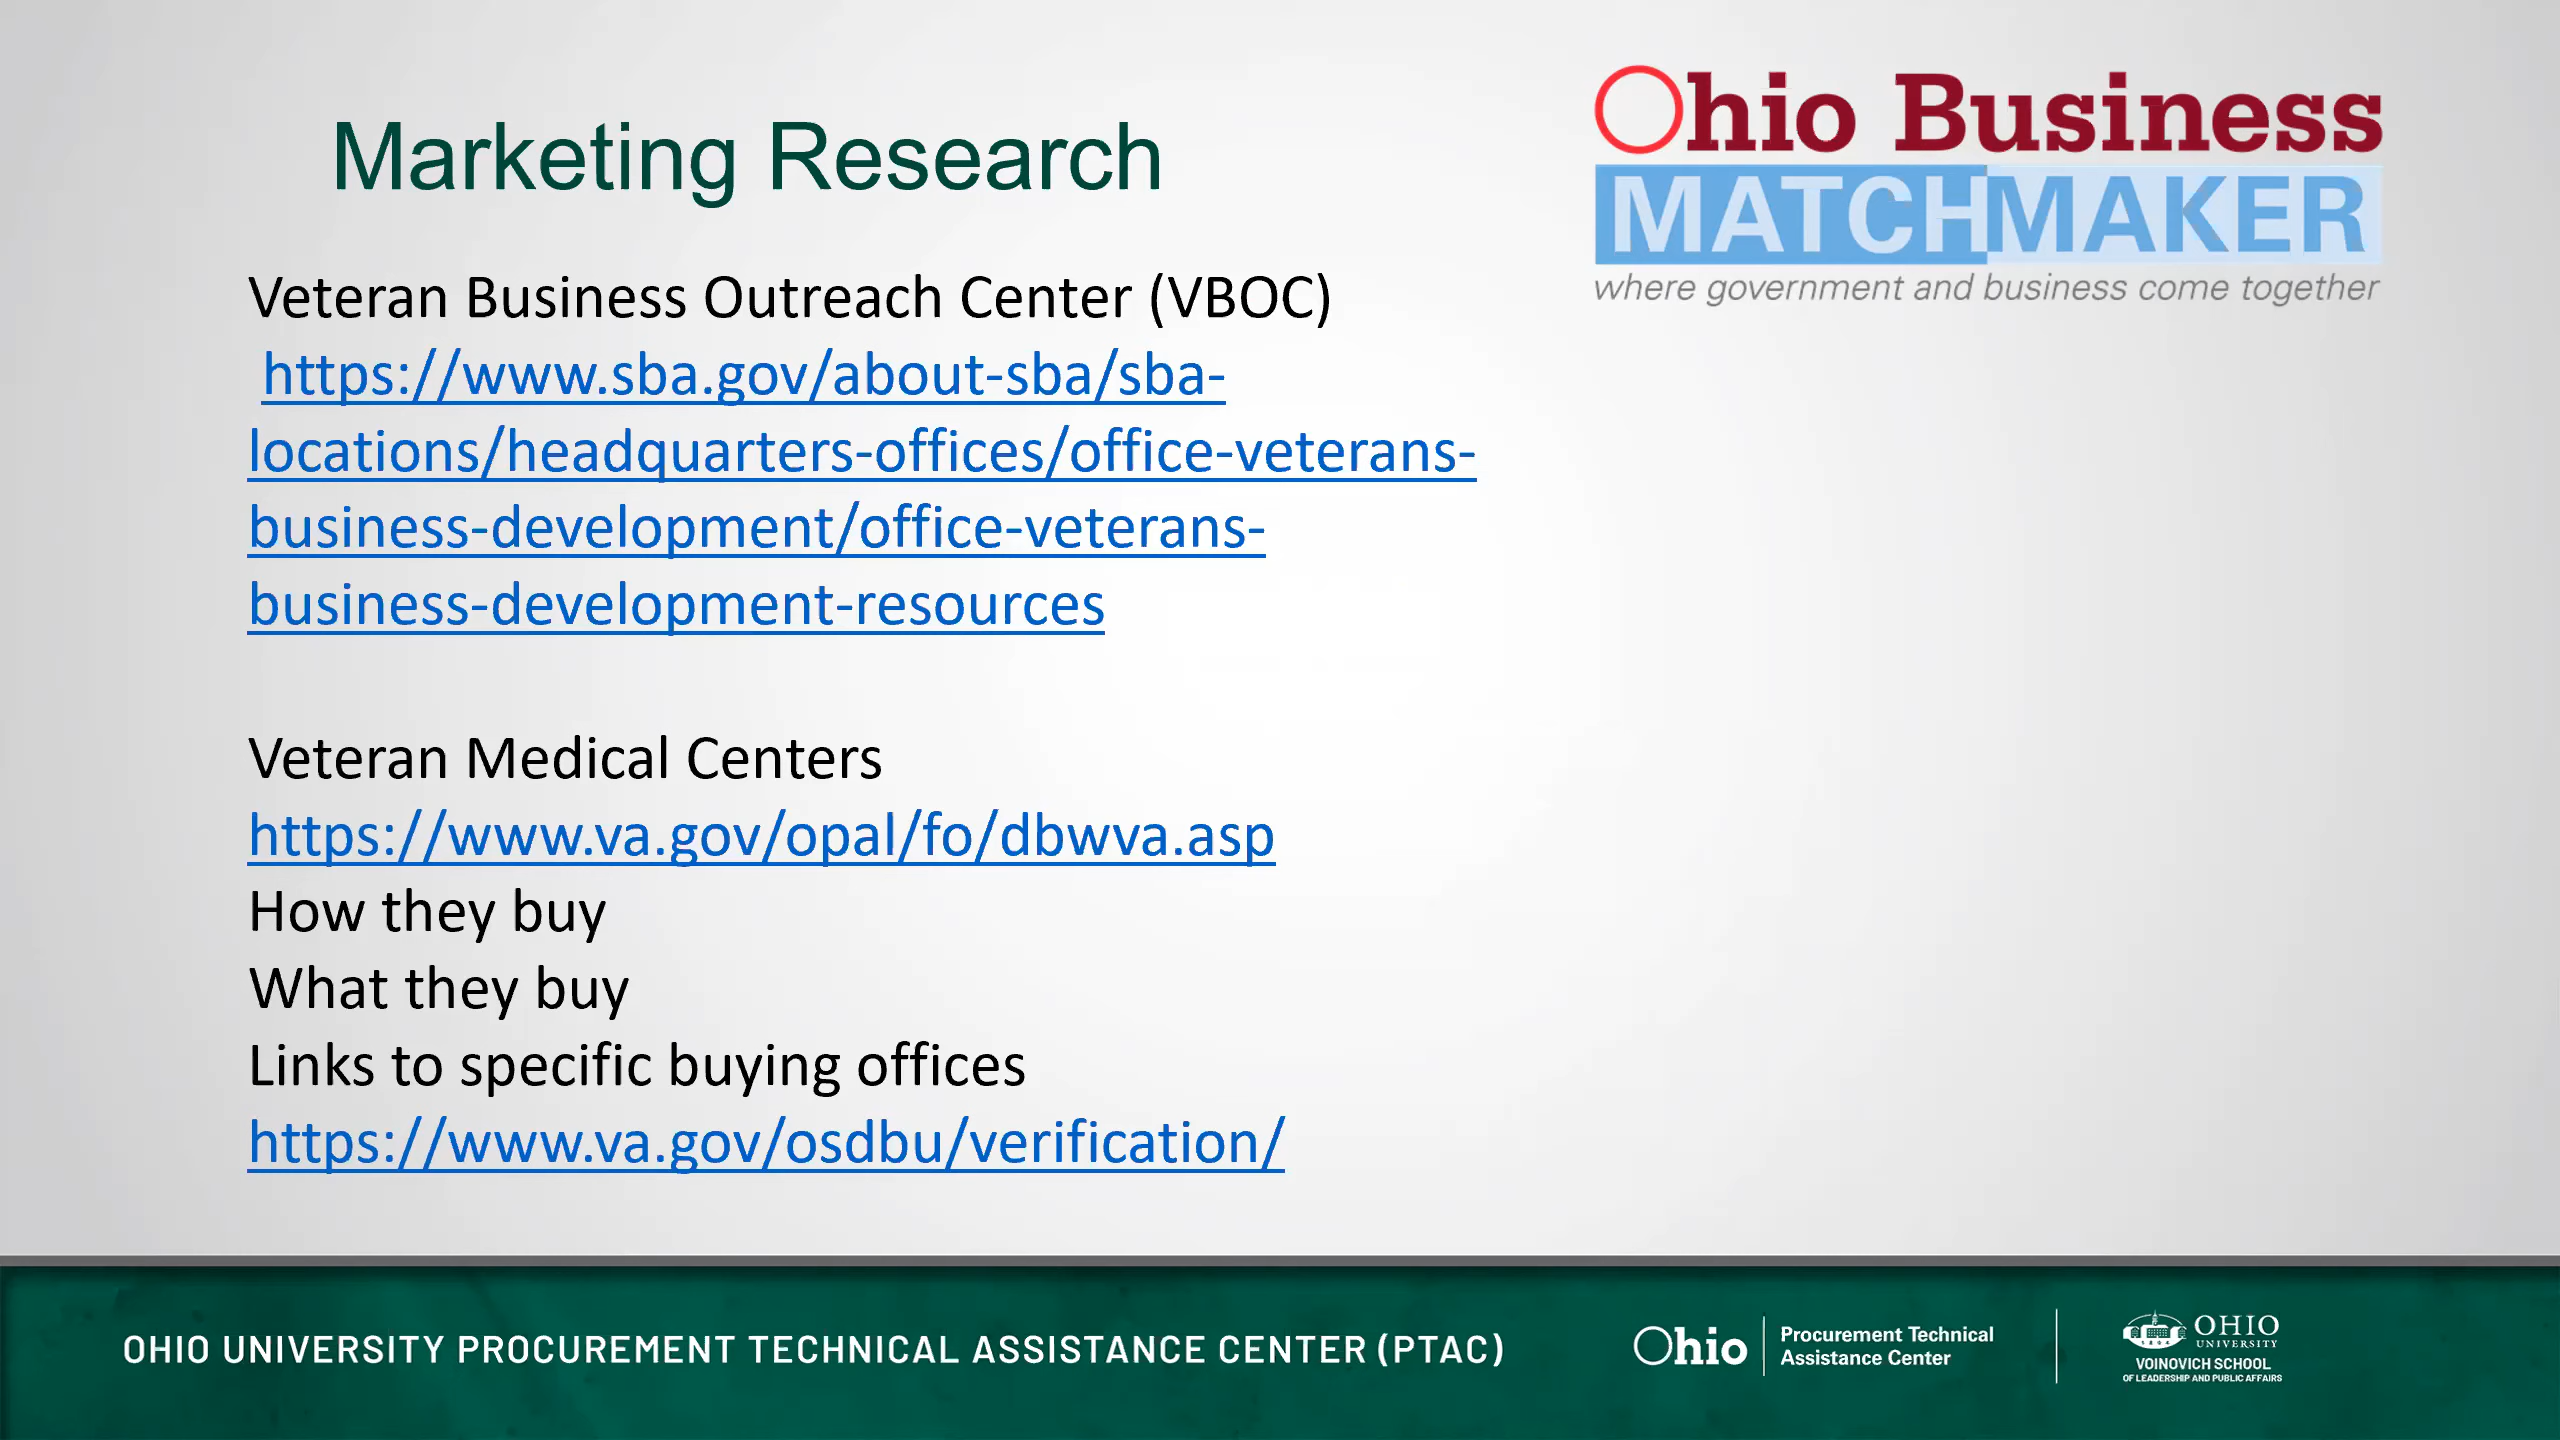 Marketing Research
Ohio Business
MATCHMAKER
where government and business come together
Veteran Business Outreach Center (VBOC)
https://www.sba.gov/about-sba/sba-
locations/headquarters-offices/office-veterans-
business-development/office-veterans-
business-development-resources
Veteran Medical Centers
https://www.va.gov/opal/fo/dbwva.asp
How they buy
What they buy
Links to specific buying offices
https://www.va.gov/osdbu/verification/
OHIO UNIVERSITY PROCUREMENT TECHNICAL ASSISTANCE CENTER (PTAC)
Ohio
Procurement Technical
Assistance Center
OHIO
UNIVERSITY
VOINOVICH SCHOOL
OF LEADERSHIP AND PUBLIC AFFAIRS